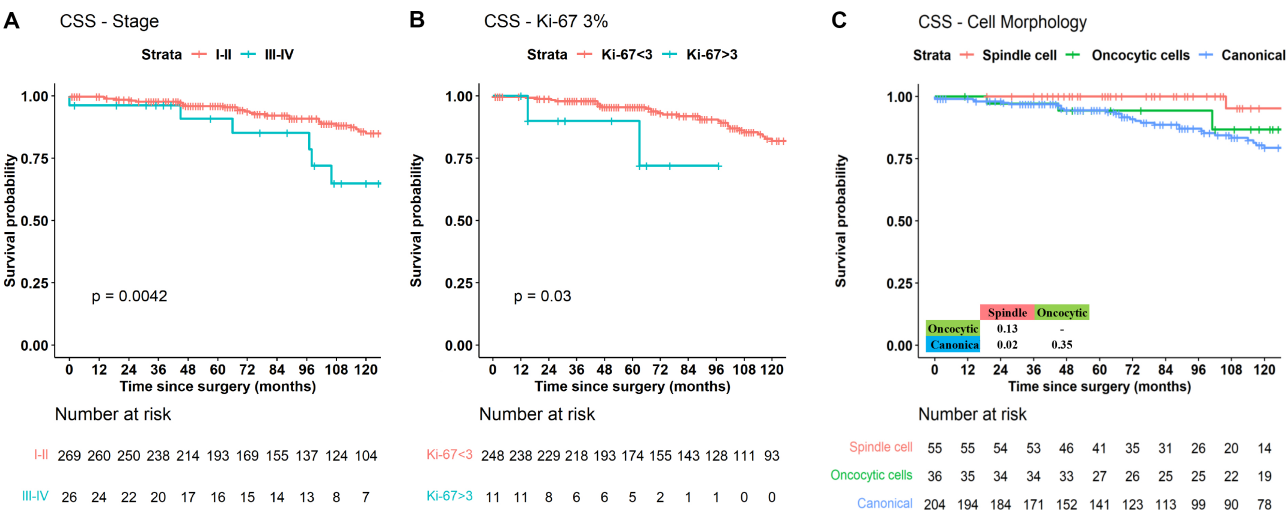 A CSS - Stage
Strata I-II III-IV
Survival probability
1.00
0.75
0.50
0.25
0.00
p = 0.0042
0 12 24 36 48 60 72 84 96 108 120
Time since surgery (months)
Number at risk
I-II 269 260 250 238 214 193 169 155 137 124 104
III-IV 26 24 22 20 17 16 15 14 13 8 7
B CSS - Ki-67 3%
Strata Ki-67<3 Ki-67>3
Survival probability
1.00
0.75
0.50
0.25
0.00
p = 0.03
0 12 24 36 48 60 72 84 96 108 120
Time since surgery (months)
Number at risk
Ki-67<3 248 238 229 218 193 174 155 143 128 111 93
Ki-67>3 11 11 8 6 6 5 2 1 1 0 0
C CSS - Cell Morphology
Strata Spindle cell Oncocytic cells Canonical
Survival probability
1.00
0.75
0.50
0.25
0.00
Spindle Oncocytic
Oncocytic 0.13 -
Canonica 0.02 0.35
0 12 24 36 48 60 72 84 96 108 120
Time since surgery (months)
Number at risk
Spindle cell 55 55 54 53 46 41 35 31 26 20 14
Oncocytic cells 36 35 34 34 33 27 26 25 25 22 19
Canonical 204 194 184 171 152 141 123 113 99 90 78